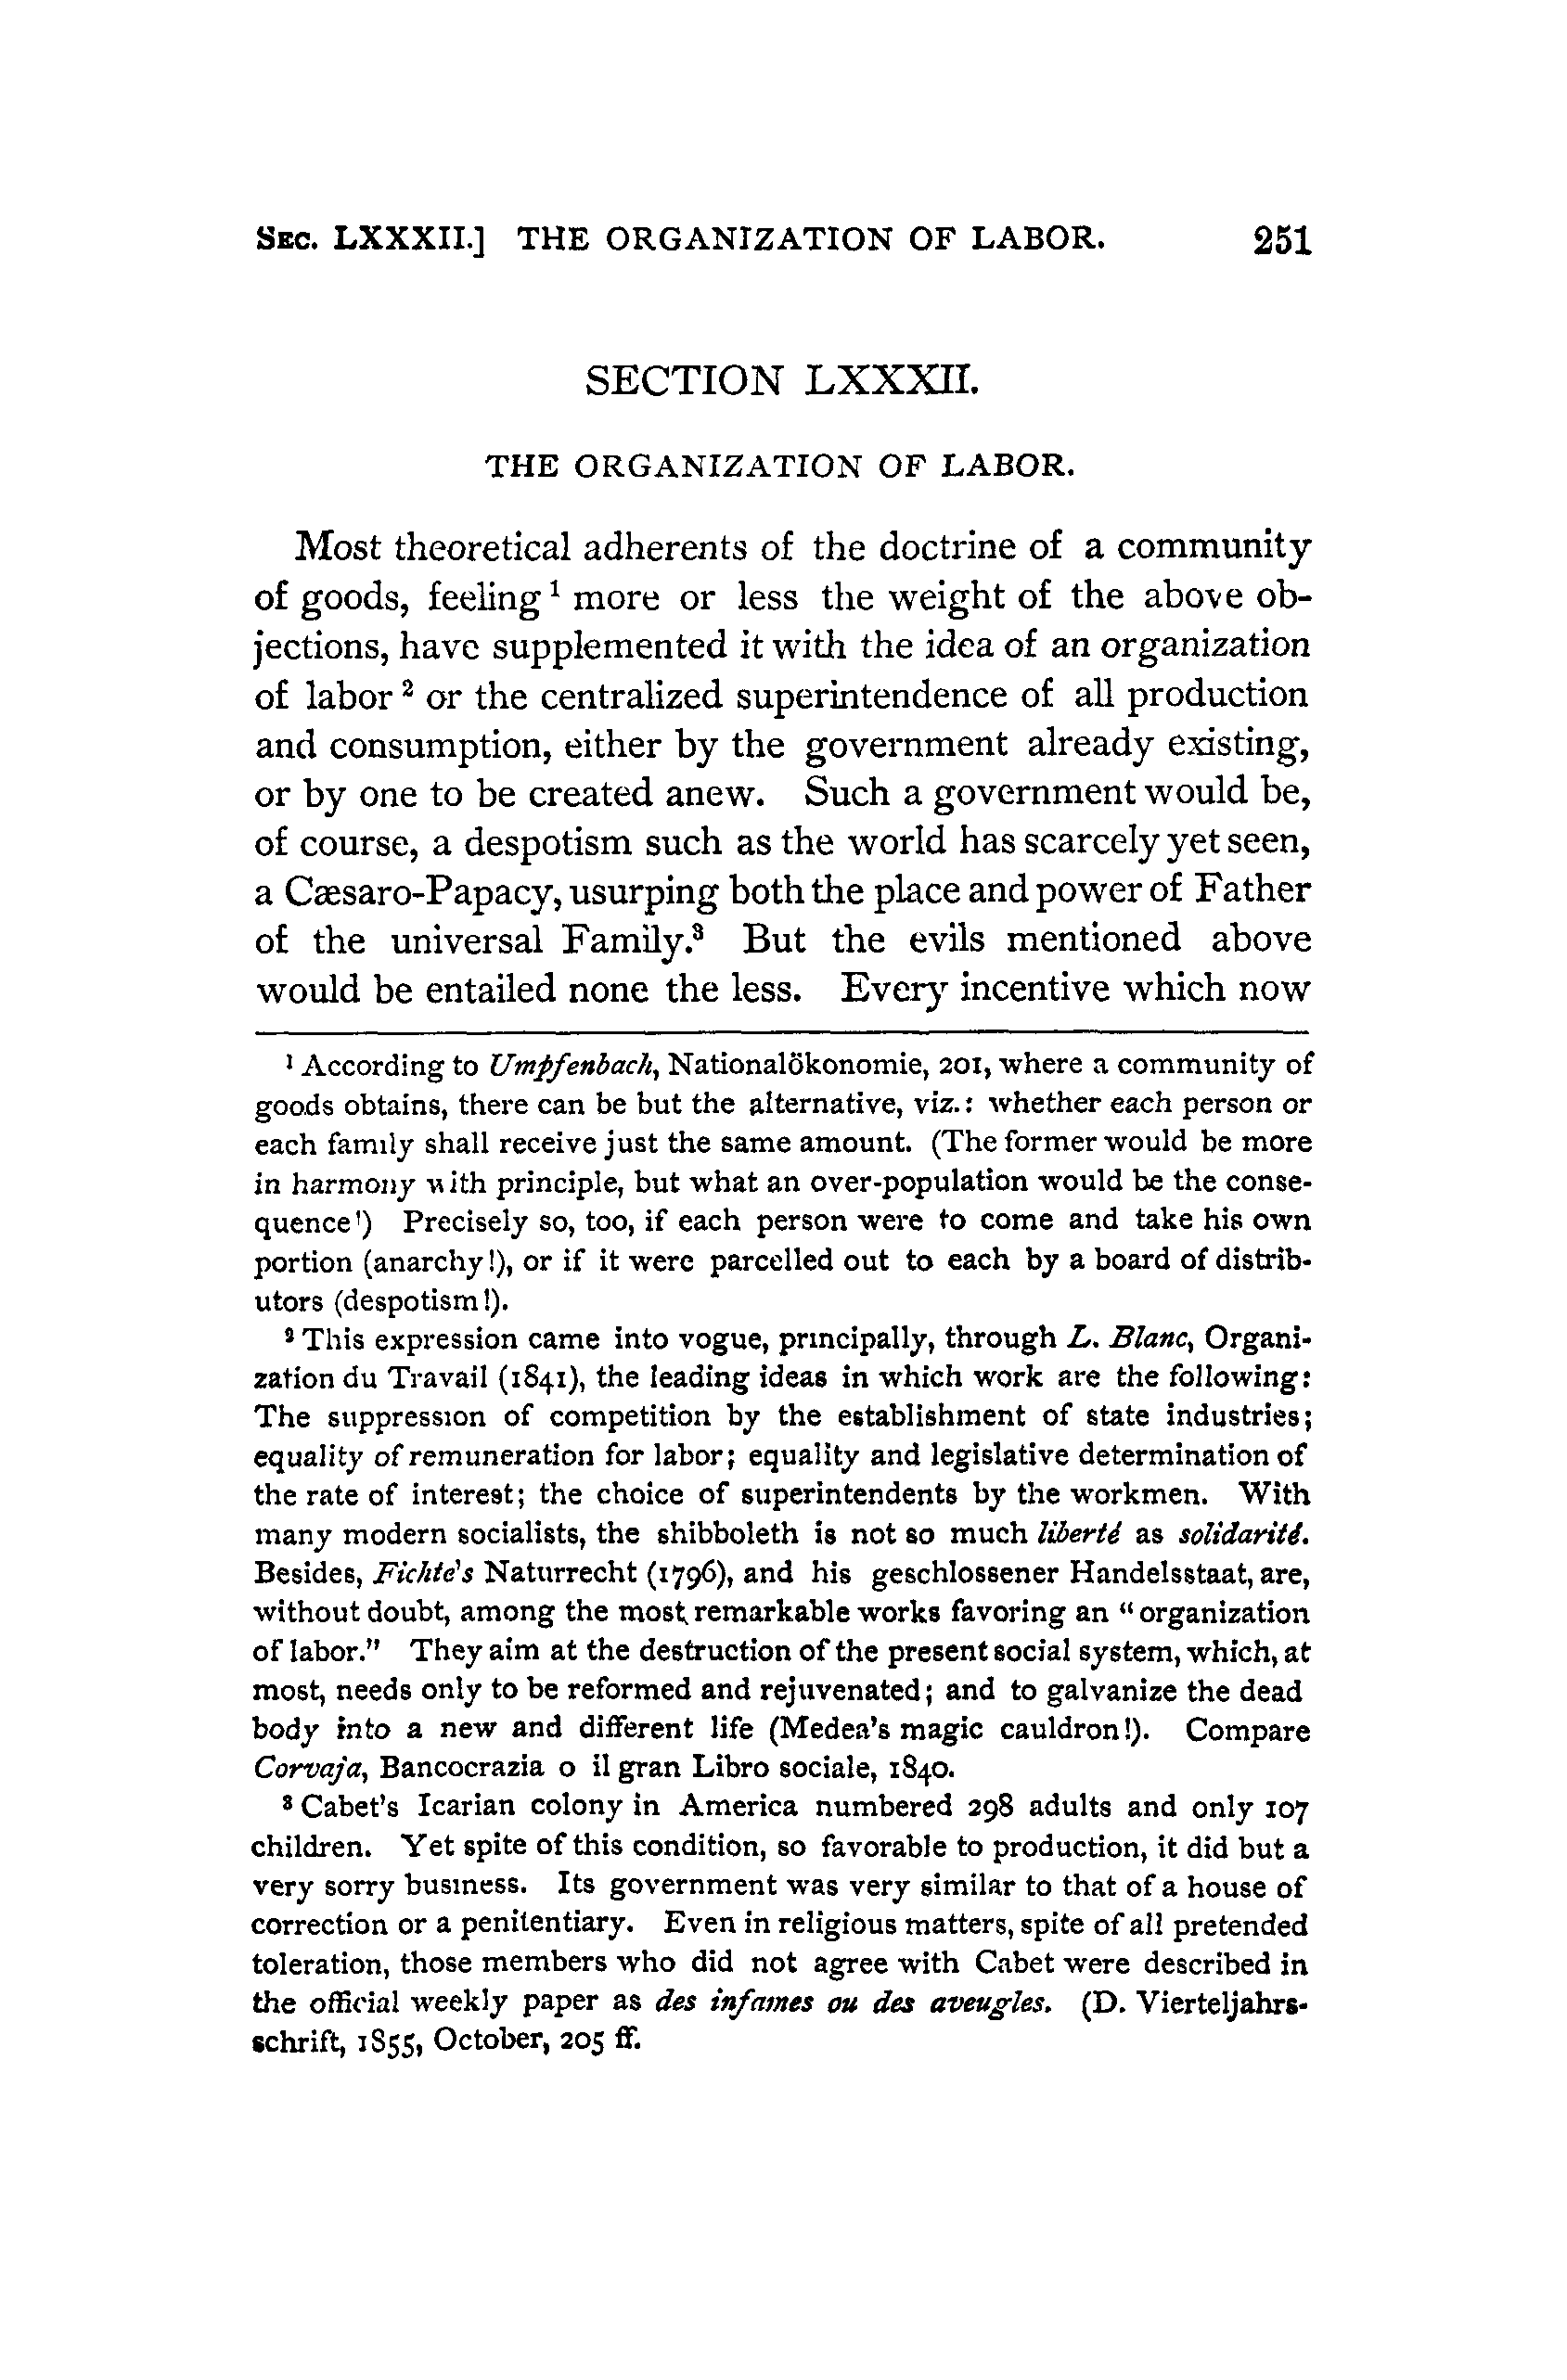 SEC. LXXXII.] THE ORGANIZATION OF LABOR. 251
SECTION LXXXII.
THE ORGANIZATION OF LABOR.
Most theoretical adherents of the doctrine of a community
of goods, feeling¹ more or less the weight of the above ob-
jections, have supplemented it with the idea of an organization
of labor² or the centralized superintendence of all production
and consumption, either by the government already existing,
or by one to be created anew. Such a government would be,
of course, a despotism such as the world has scarcely yet seen,
a Cæsaro-Papacy, usurping both the place and power of Father
of the universal Family.³ But the evils mentioned above
would be entailed none the less. Every incentive which now
¹ According to Umpfenbach, Nationalökonomie, 201, where a community of
goods obtains, there can be but the alternative, viz.: whether each person or
each family shall receive just the same amount. (The former would be more
in harmony with principle, but what an over-population would be the conse-
quence!) Precisely so, too, if each person were to come and take his own
portion (anarchy!), or if it were parcelled out to each by a board of distrib-
utors (despotism!).
² This expression came into vogue, principally, through L. Blanc, Organi-
zation du Travail (1841), the leading ideas in which work are the following:
The suppression of competition by the establishment of state industries;
equality of remuneration for labor; equality and legislative determination of
the rate of interest; the choice of superintendents by the workmen. With
many modern socialists, the shibboleth is not so much liberté as solidarité.
Besides, Fichte's Naturrecht (1796), and his geschlossener Handelsstaat, are,
without doubt, among the most remarkable works favoring an "organization
of labor." They aim at the destruction of the present social system, which, at
most, needs only to be reformed and rejuvenated; and to galvanize the dead
body into a new and different life (Medea's magic cauldron!). Compare
Corvaja, Bancocrazia o il gran Libro sociale, 1840.
³ Cabet's Icarian colony in America numbered 298 adults and only 107
children. Yet spite of this condition, so favorable to production, it did but a
very sorry business. Its government was very similar to that of a house of
correction or a penitentiary. Even in religious matters, spite of all pretended
toleration, those members who did not agree with Cabet were described in
the official weekly paper as des infames ou des aveugles. (D. Vierteljahrs-
schrift, 1855, October, 205 ff.